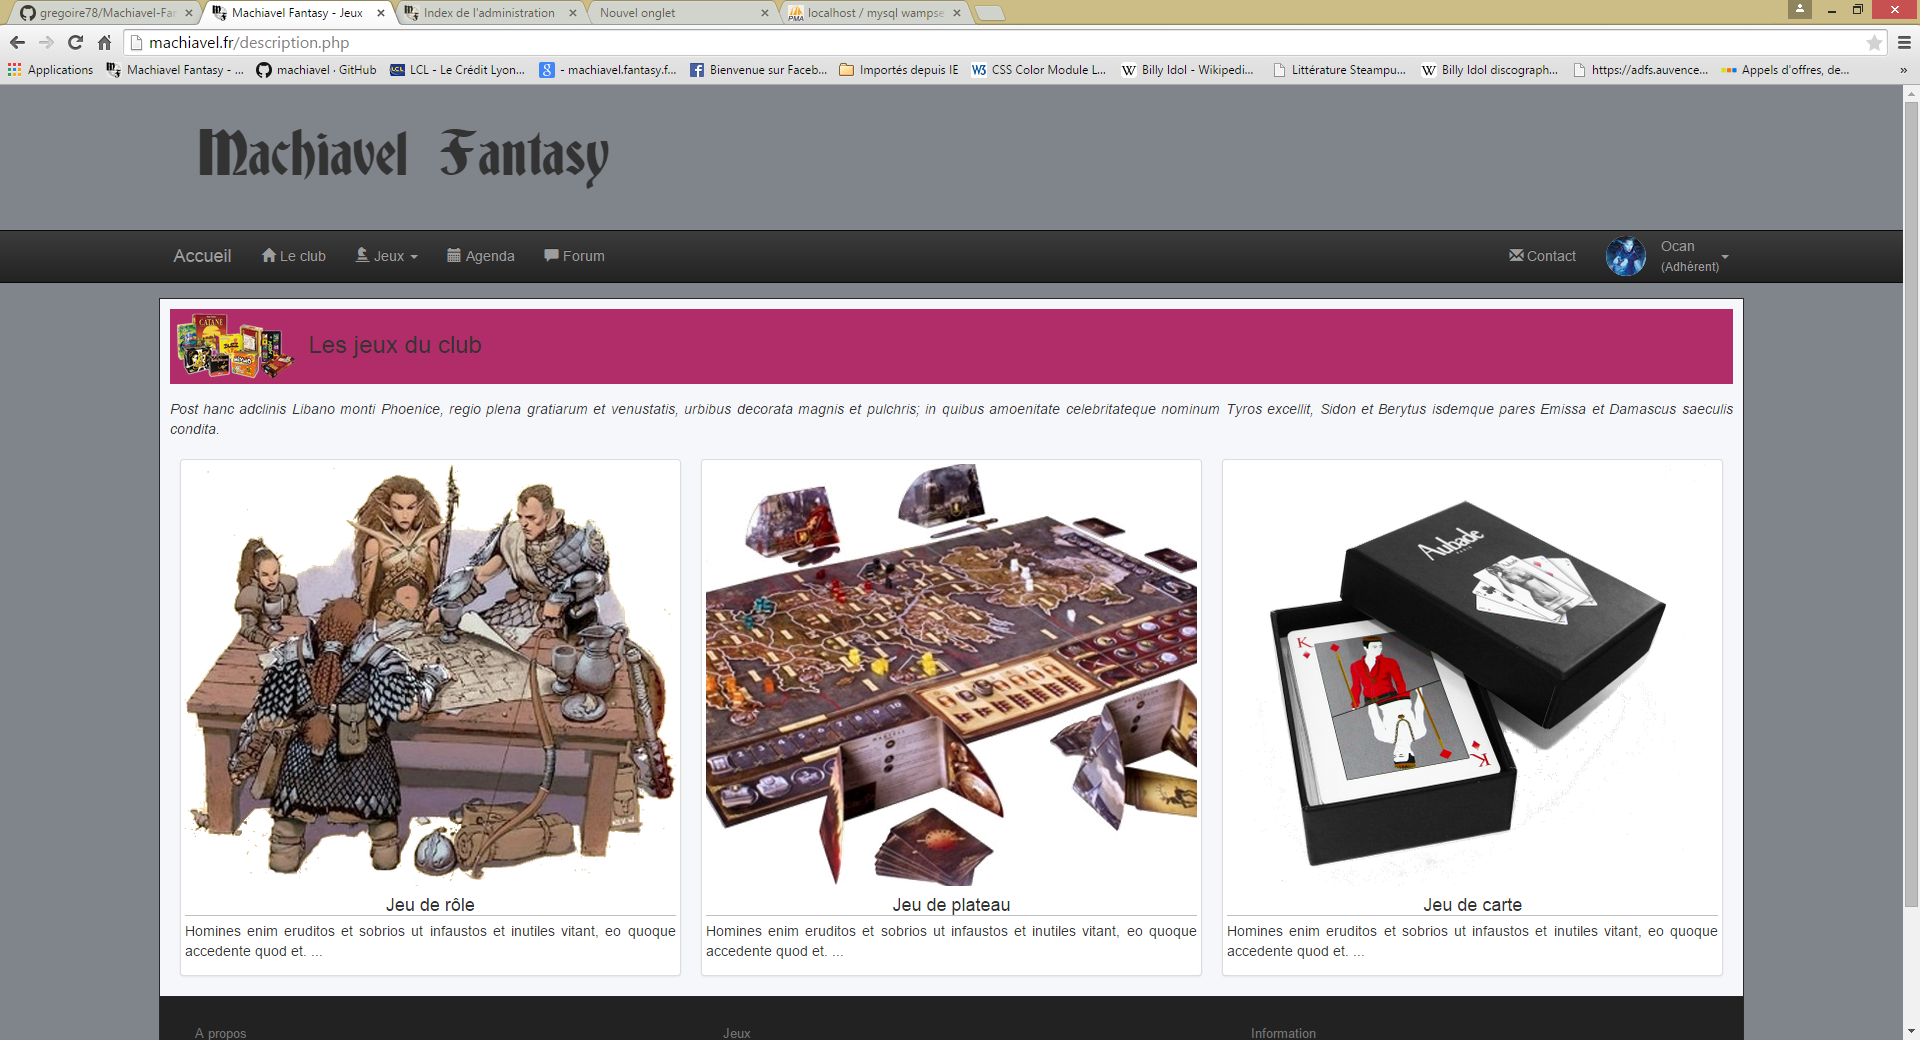 gregoire78/Machiavel-Fan
Machiavel Fantasy - Jeux
Index de l'administration
Nouvel onglet
localhost / mysql wampse
machiavel.fr/description.php
Applications
Machiavel Fantasy - ...
machiavel · GitHub
LCL - Le Crédit Lyon...
- machiavel.fantasy.f...
Bienvenue sur Faceb...
Importés depuis IE
CSS Color Module L...
Billy Idol - Wikipedi...
Littérature Steampu...
Billy Idol discograph...
https://adfs.auvence...
Appels d'offres, de...
»
Machiavel Fantasy
Accueil
Le club
Jeux
Agenda
Forum
Contact
Ocan
(Adhérent)
CATANE
Les jeux du club
Post hanc adclinis Libano monti Phoenice, regio plena gratiarum et venustatis, urbibus decorata magnis et pulchris; in quibus amoenitate celebritateque nominum Tyros excellit, Sidon et Berytus isdemque pares Emissa et Damascus saeculis
condita.
Aubade
PARIS
K
K
Jeu de rôle
Homines enim eruditos et sobrios ut infaustos et inutiles vitant, eo quoque
accedente quod et. ...
Jeu de plateau
Homines enim eruditos et sobrios ut infaustos et inutiles vitant, eo quoque
accedente quod et. ...
Jeu de carte
Homines enim eruditos et sobrios ut infaustos et inutiles vitant, eo quoque
accedente quod et. ...
A propos
Jeux
Information